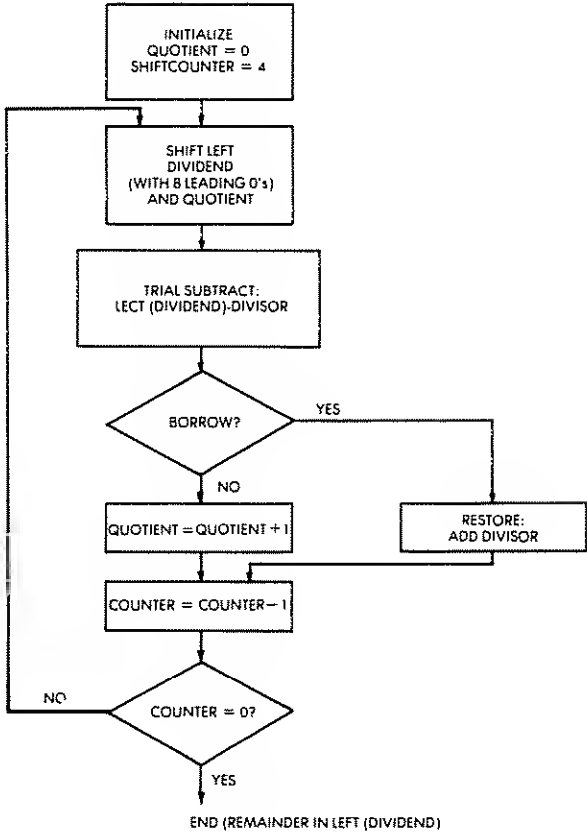 INITIALIZE
QUOTIENT = 0
SHIFTCOUNTER = 4
SHIFT LEFT
DIVIDEND
(WITH 8 LEADING 0's)
AND QUOTIENT
TRIAL SUBTRACT:
LECT (DIVIDEND)-DIVISOR
BORROW?
YES
NO
QUOTIENT = QUOTIENT + 1
RESTORE:
ADD DIVISOR
COUNTER = COUNTER - 1
NO
COUNTER = 0?
YES
END (REMAINDER IN LEFT (DIVIDEND)